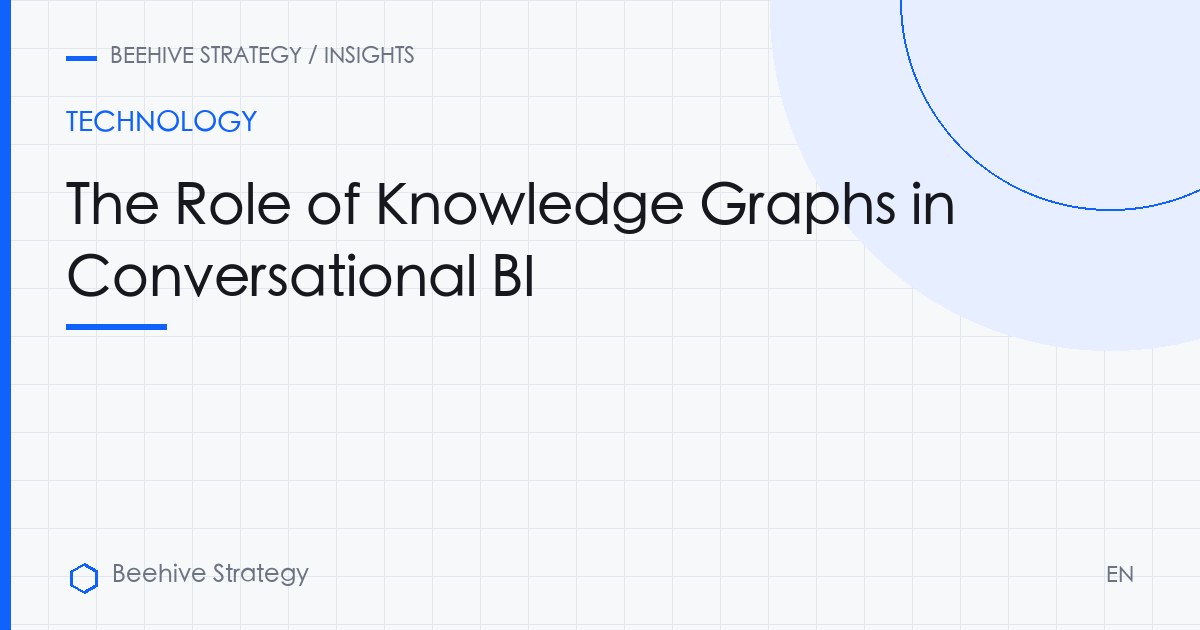 BEEHIVE STRATEGY / INSIGHTS
TECHNOLOGY
The Role of Knowledge Graphs in
Conversational BI
Beehive Strategy
EN